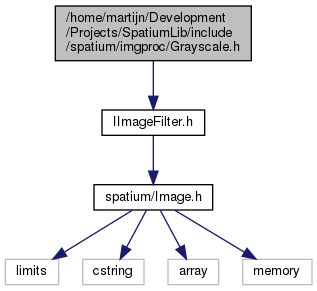 /home/martijn/Development
/Projects/SpatiumLib/include
/spatium/imgproc/Grayscale.h
IImageFilter.h
spatium/Image.h
limits
cstring
array
memory